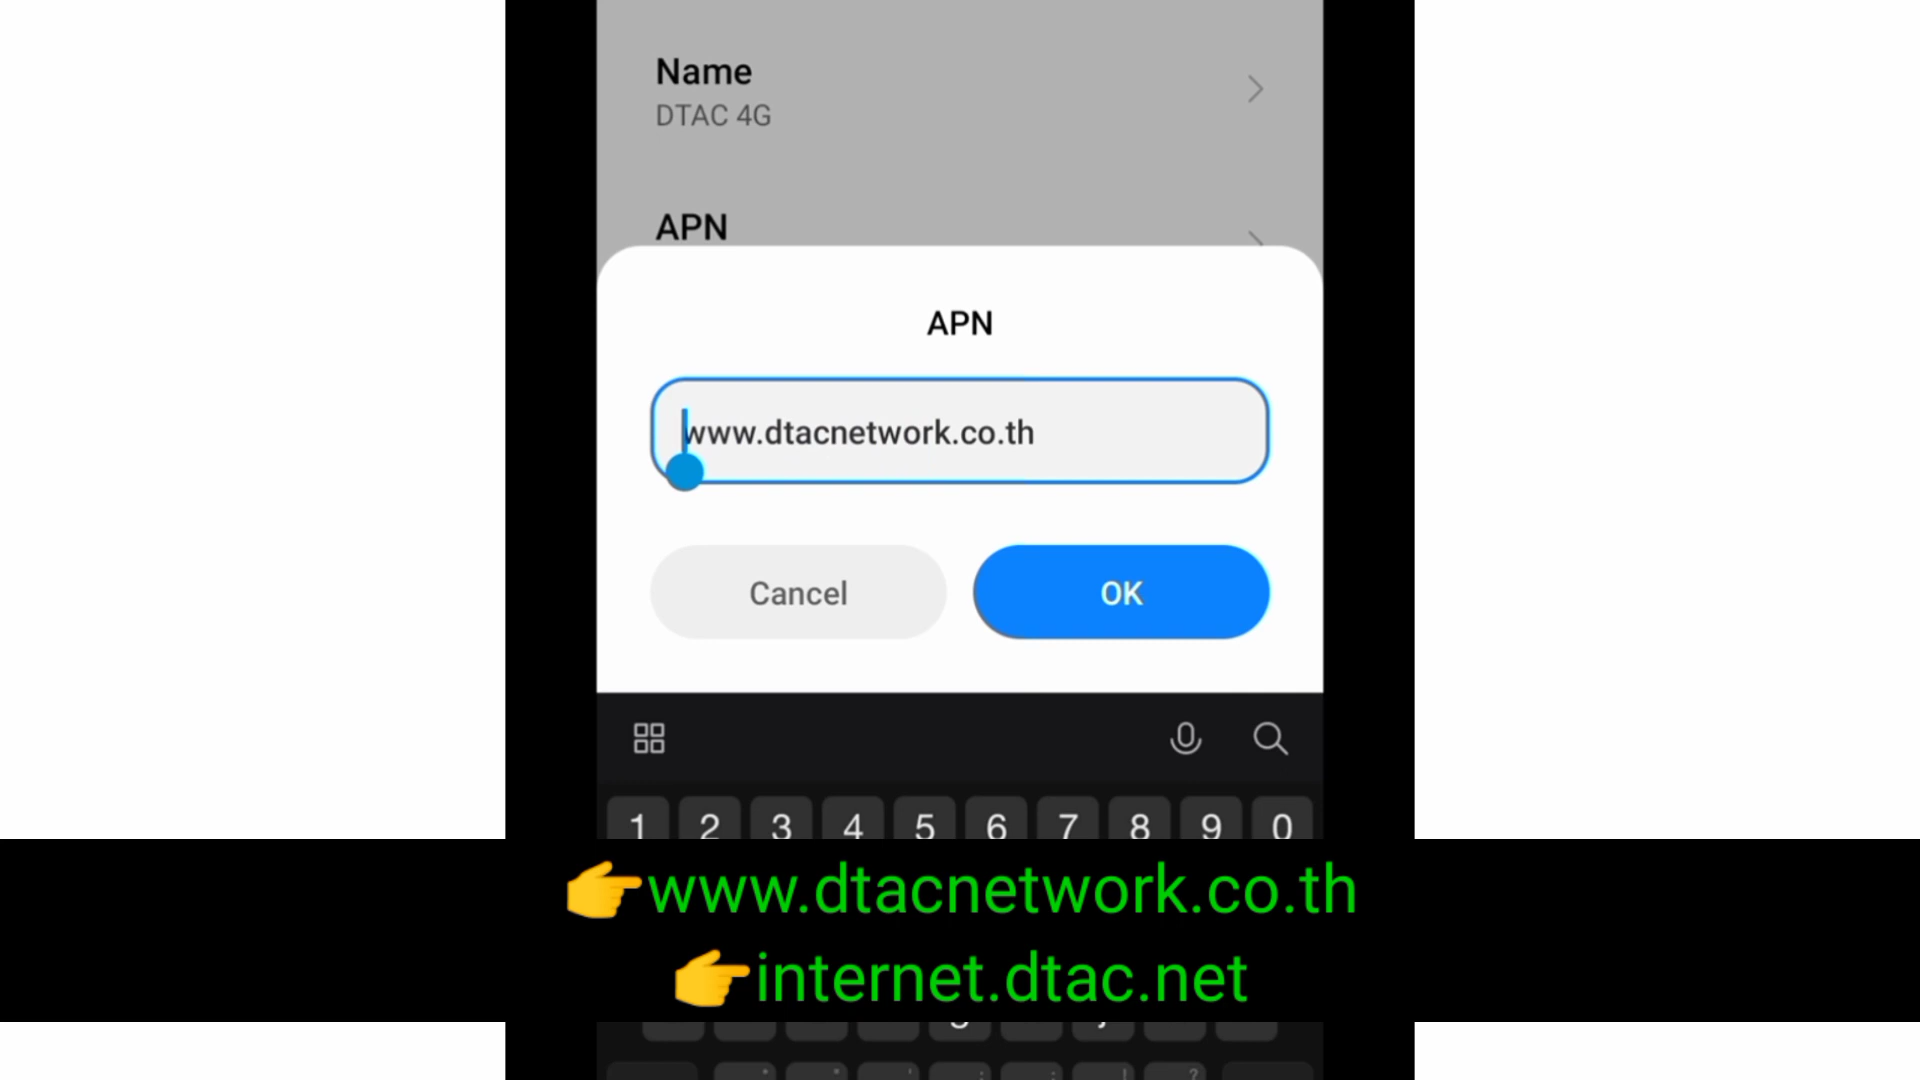 Name
DTAC 4G
APN
APN
www.dtacnetwork.co.th
Cancel
OK
1 2 3 4 5 6 7 8 9 0
👉www.dtacnetwork.co.th
👉internet.dtac.net